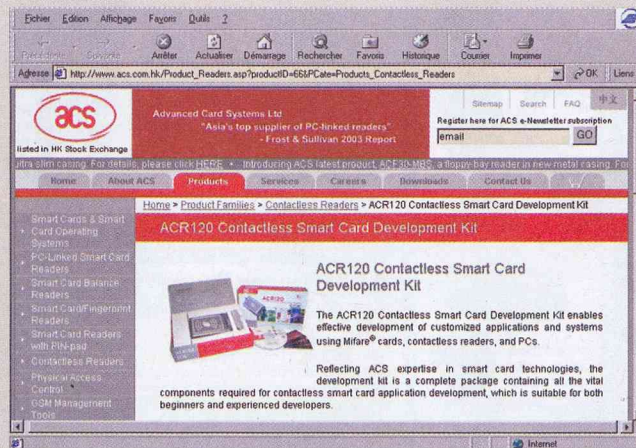 Fichier Edition Affichage Favoris Outils ?
Précédente Suivante Arrêter Actualiser Démarrage Rechercher Favoris Historique Courrier Imprimer
Adresse http://www.acs.com.hk/Product_Readers.asp?productID=66&PCate=Products_Contactless_Readers OK Liens
acs
listed in HK Stock Exchange
Advanced Card Systems Ltd
"Asia's top supplier of PC-linked readers"
- Frost & Sullivan 2003 Report
Sitemap Search FAQ 中文
Register here for ACS e-Newsletter subscription
email GO
ultra slim casing. For details, please click HERE • Introducing ACS latest product, ACF30-MBS, a floppy-bay reader in new metal casing. For
Home About ACS Products Services Careers Downloads Contact Us
Home > Product Families > Contactless Readers > ACR120 Contactless Smart Card Development Kit
Smart Cards & Smart
Card Operating
Systems
PC-Linked Smart Card
Readers
Smart Card Balance
Readers
Smart Card/Fingerprint
Readers
Smart Card Readers
with PIN-pad
Contactless Readers
Physical Access
Control
GSM Management
Tools
ACR120 Contactless Smart Card Development Kit
ACR120
ACR120 Contactless Smart Card
Development Kit
The ACR120 Contactless Smart Card Development Kit enables
effective development of customized applications and systems
using Mifare® cards, contactless readers, and PCs.
Reflecting ACS expertise in smart card technologies, the
development kit is a complete package containing all the vital
components required for contactless smart card application development, which is suitable for both
beginners and experienced developers.
Internet